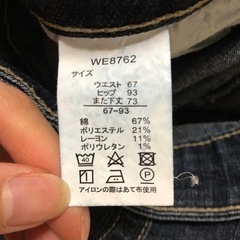 WE8762
サイズ
ウエスト 67
ヒップ 93
また下丈 73
67-93
綿 67%
ポリエステル 21%
レーヨン 11%
ポリウレタン 1%
40
アイロンの際はあて布使用